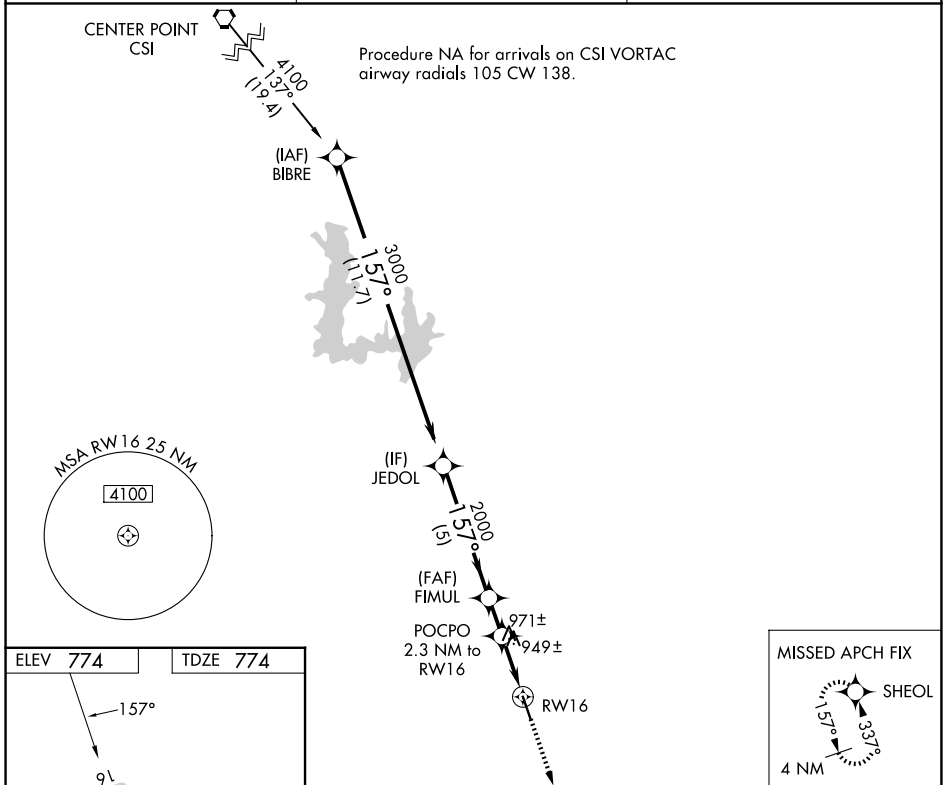 CENTER POINT
CSI
Procedure NA for arrivals on CSI VORTAC
airway radials 105 CW 138.
4100
137°
(19.4)
(IAF)
BIBRE
3000
157°
(11.7)
MSA RW16 25 NM
4100
(IF)
JEDOL
2000
157°
(5)
(FAF)
FIMUL
POCPO
2.3 NM to
RW16
971±
949±
RW16
ELEV 774
TDZE 774
157°
16
MISSED APCH FIX
SHEOL
157°
337°
4 NM